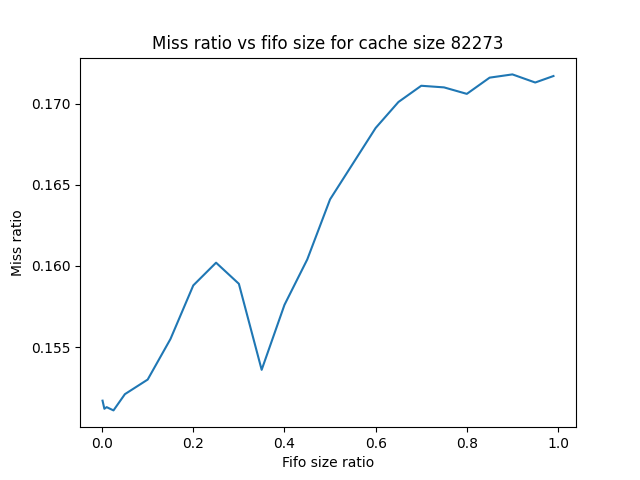 Miss ratio vs fifo size for cache size 82273
0.170
0.165
0.160
0.155
Miss ratio
0.0 0.2 0.4 0.6 0.8 1.0
Fifo size ratio